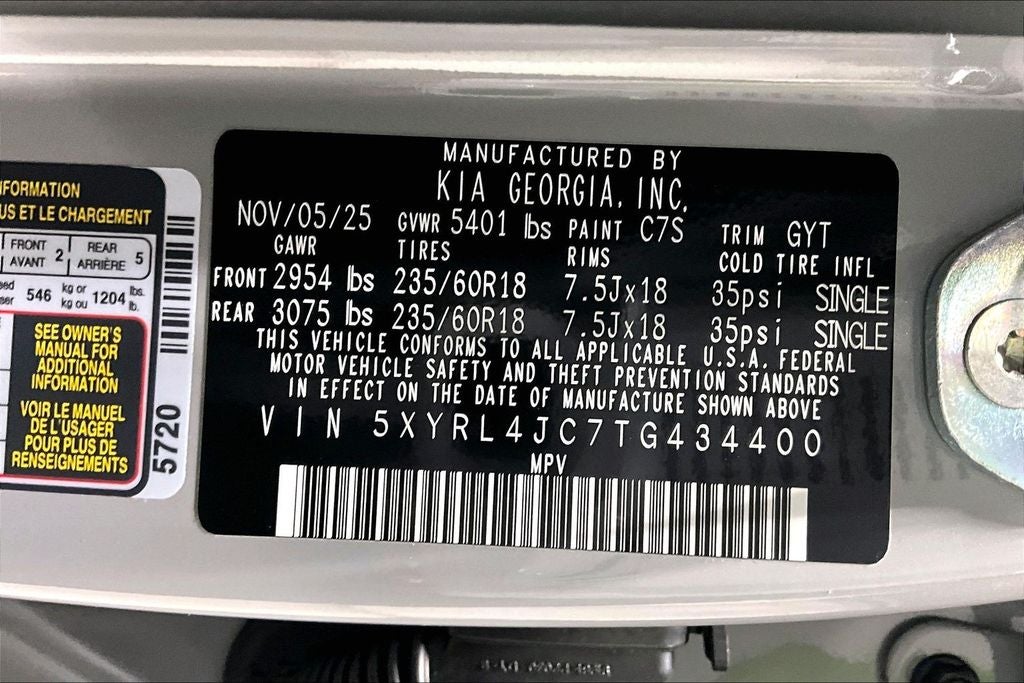 MANUFACTURED BY
KIA GEORGIA, INC.
NOV/05/25 GVWR 5401 lbs PAINT C7S TRIM GYT
GAWR TIRES RIMS COLD TIRE INFL
FRONT 2954 lbs 235/60R18 7.5Jx18 35psi SINGLE
REAR 3075 lbs 235/60R18 7.5Jx18 35psi SINGLE
THIS VEHICLE CONFORMS TO ALL APPLICABLE U.S.A. FEDERAL
MOTOR VEHICLE SAFETY AND THEFT PREVENTION STANDARDS
IN EFFECT ON THE DATE OF MANUFACTURE SHOWN ABOVE
VIN 5XYRL4JC7TG434400
MPV
ET LE CHARGEMENT
FRONT 2 REAR 5
AVANT ARRIÈRE
546 kg or 1204 lbs.
kg ou lb.
SEE OWNER'S
MANUAL FOR
ADDITIONAL
INFORMATION
VOIR LE MANUEL
DE L'USAGER
POUR PLUS DE
RENSEIGNEMENTS
5720